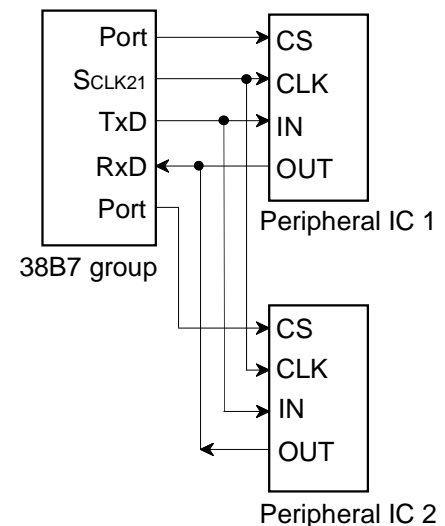 Port
SCLK21
TxD
RxD
Port
38B7 group
CS
CLK
IN
OUT
Peripheral IC 1
CS
CLK
IN
OUT
Peripheral IC 2